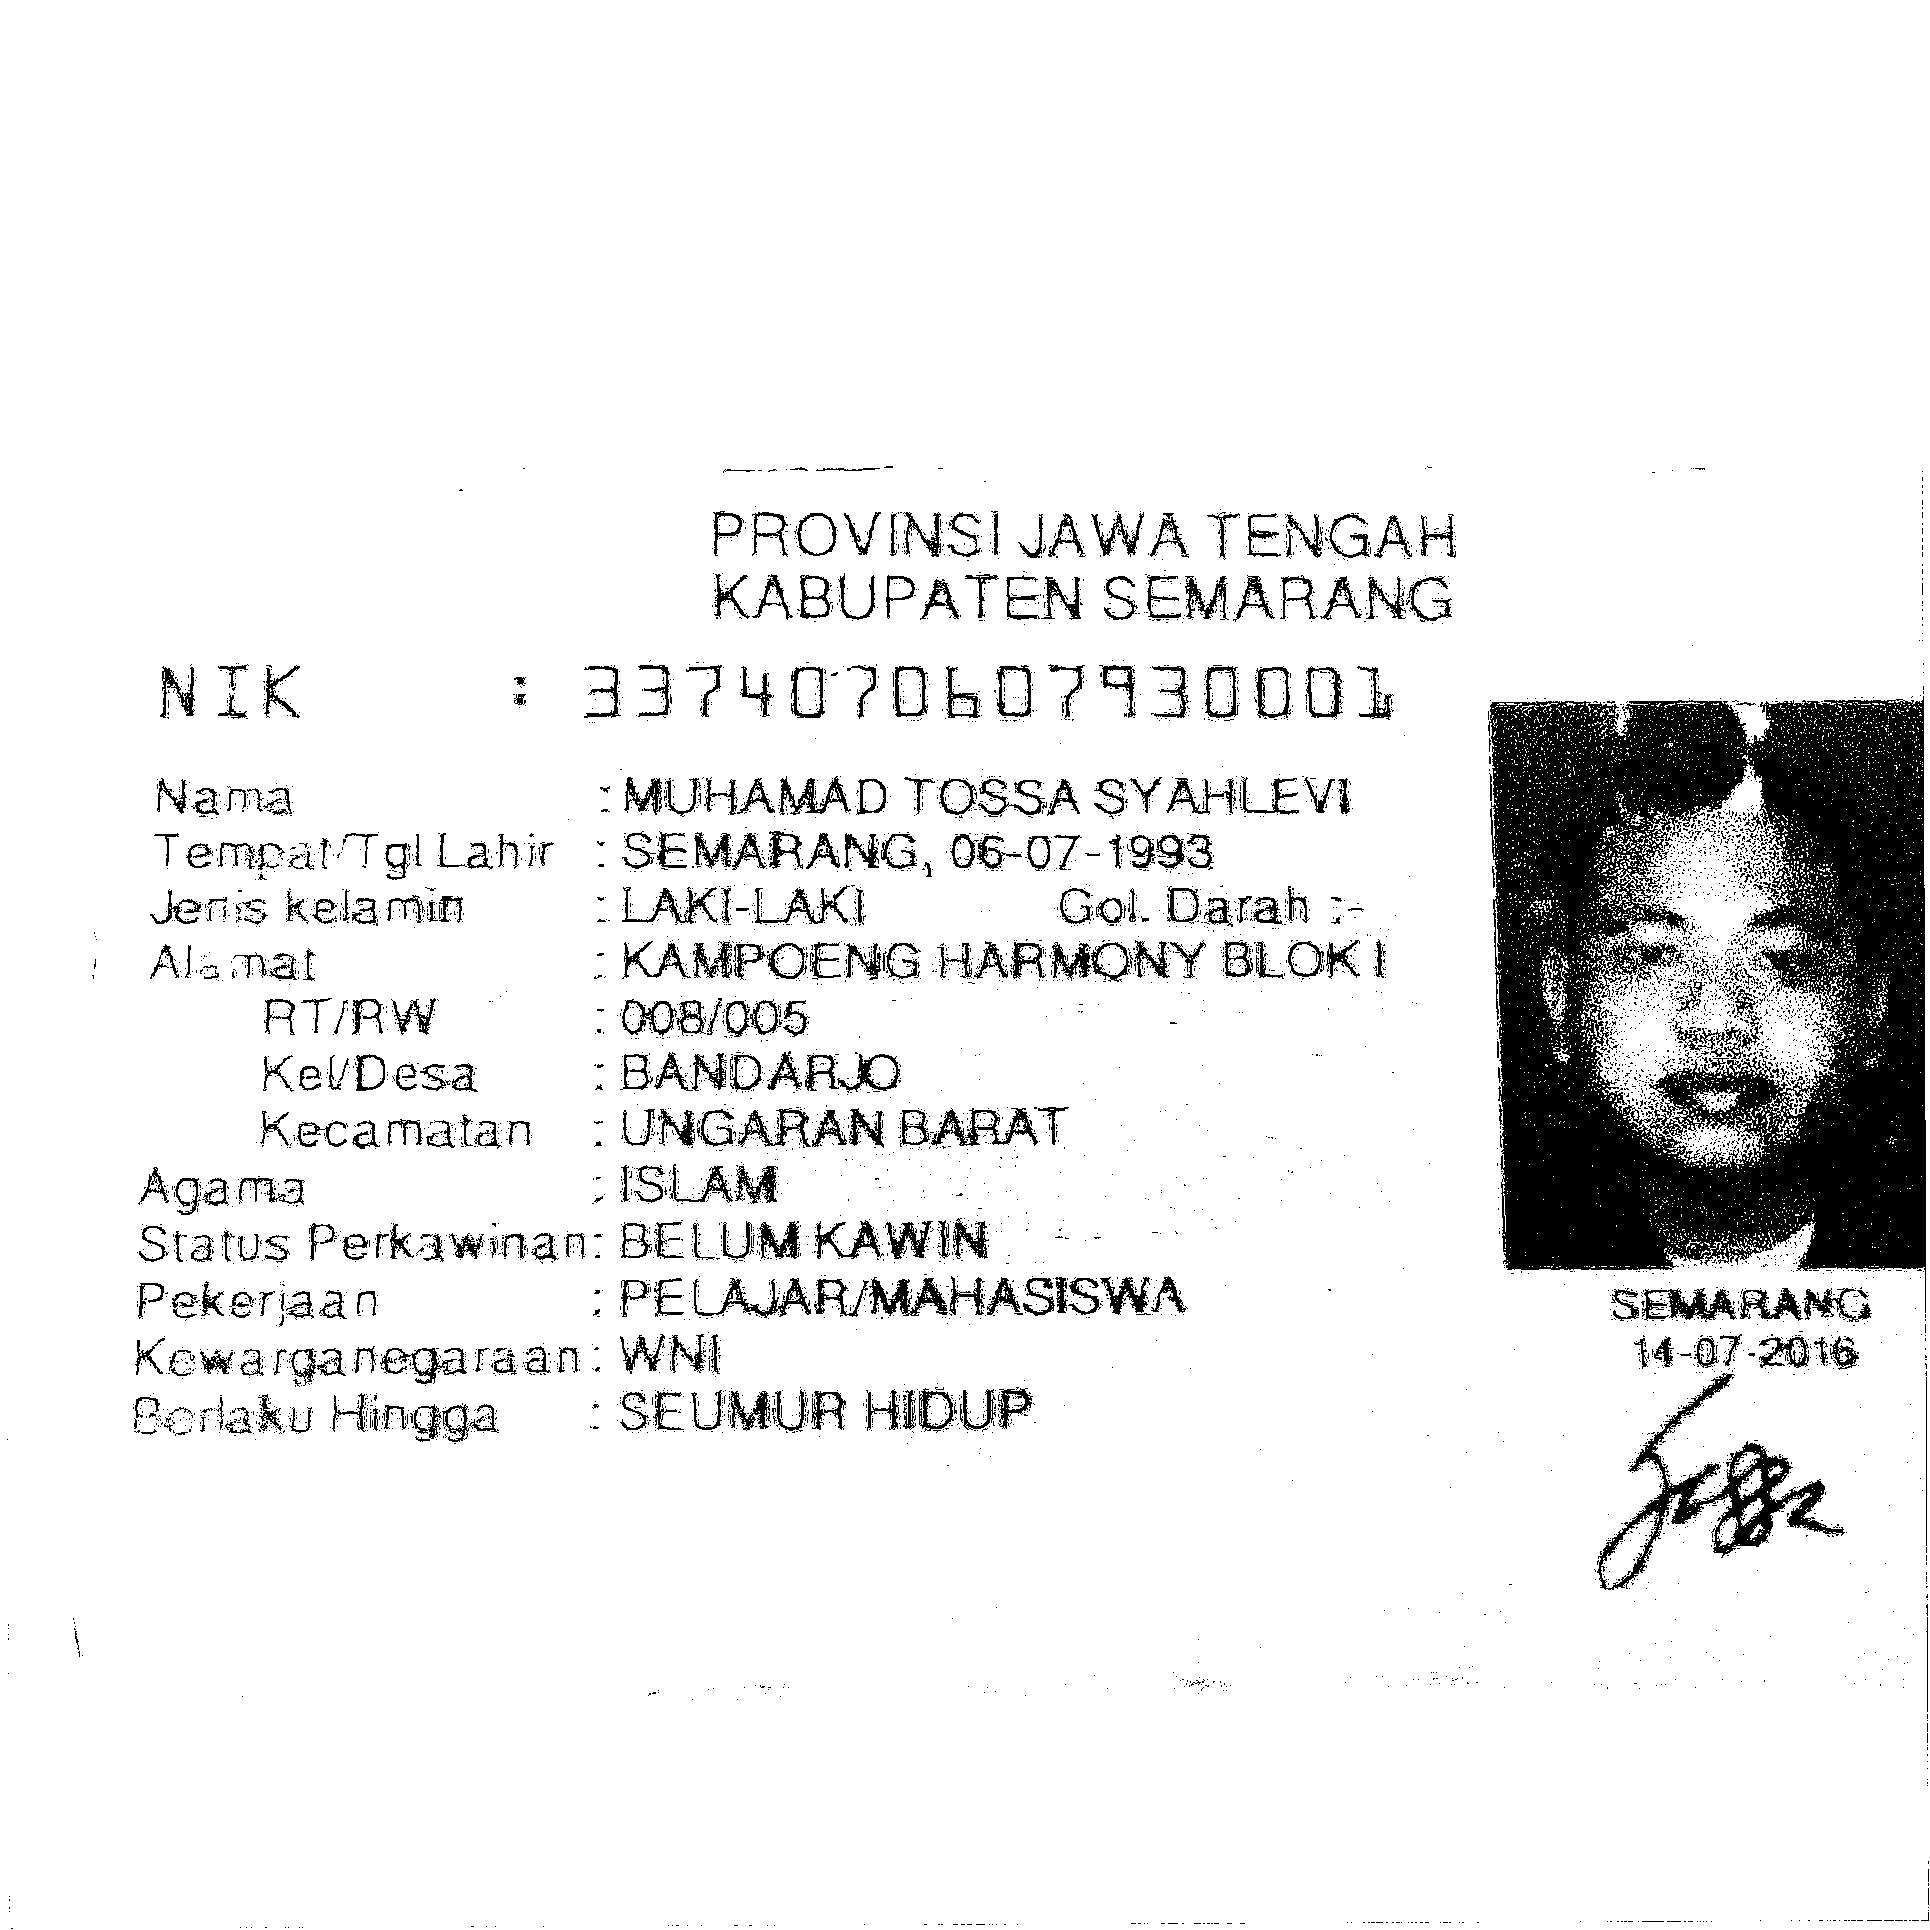 PROVINSI JAWA TENGAH
KABUPATEN SEMARANG
NIK : 3374070607930001
Nama : MUHAMAD TOSSA SYAHLEVI
Tempat/Tgl Lahir : SEMARANG, 06-07-1993
Jenis kelamin : LAKI-LAKI Gol. Darah :-
Alamat : KAMPOENG HARMONY BLOK I
RT/RW : 008/005
Kel/Desa : BANDARJO
Kecamatan : UNGARAN BARAT
Agama : ISLAM
Status Perkawinan: BELUM KAWIN
Pekerjaan : PELAJAR/MAHASISWA
Kewarganegaraan: WNI
Berlaku Hingga : SEUMUR HIDUP
SEMARANG
14-07-2016
Tossa